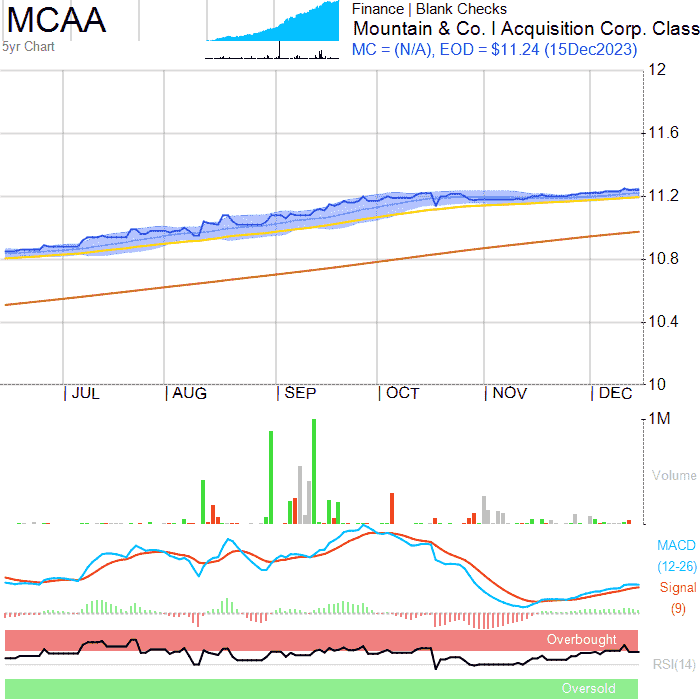 MCAA
5yr Chart
Finance | Blank Checks
Mountain & Co. I Acquisition Corp. Class
MC = (N/A), EOD = $11.24 (15Dec2023)
12
11.6
11.2
10.8
10.4
10
JUL
AUG
SEP
OCT
NOV
DEC
1M
Volume
MACD
(12-26)
Signal
(9)
Overbought
RSI(14)
Oversold